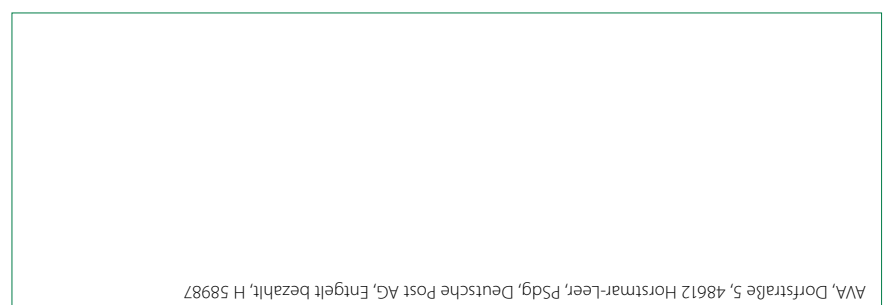 AVA, Dorfstraße 5, 48612 Horstmar-Leer, PSdg, Deutsche Post AG, Entgelt bezahlt, H 58987